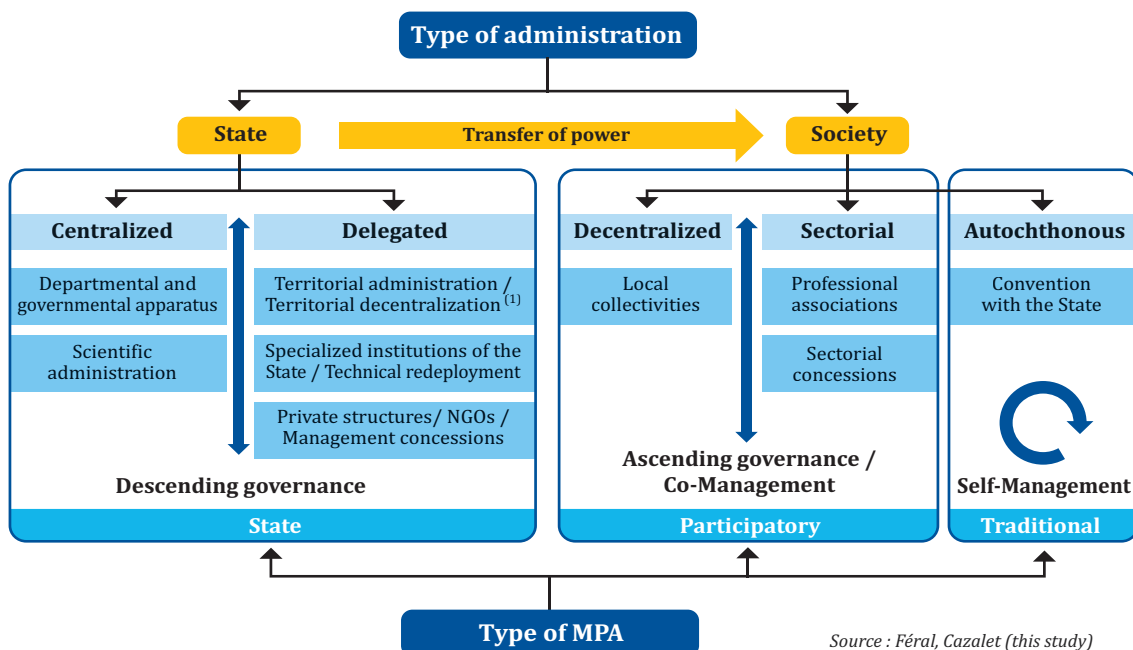 Type of administration
State
Transfer of power
Society
Centralized
Departmental and
governmental apparatus
Scientific
administration
Delegated
Territorial administration /
Territorial decentralization (1)
Specialized institutions of the
State / Technical redeployment
Private structures/ NGOs /
Management concessions
Descending governance
State
Decentralized
Local
collectivities
Sectorial
Professional
associations
Sectorial
concessions
Ascending governance /
Co-Management
Participatory
Autochthonous
Convention
with the State
Self-Management
Traditional
Type of MPA
Source : Féral, Cazalet (this study)